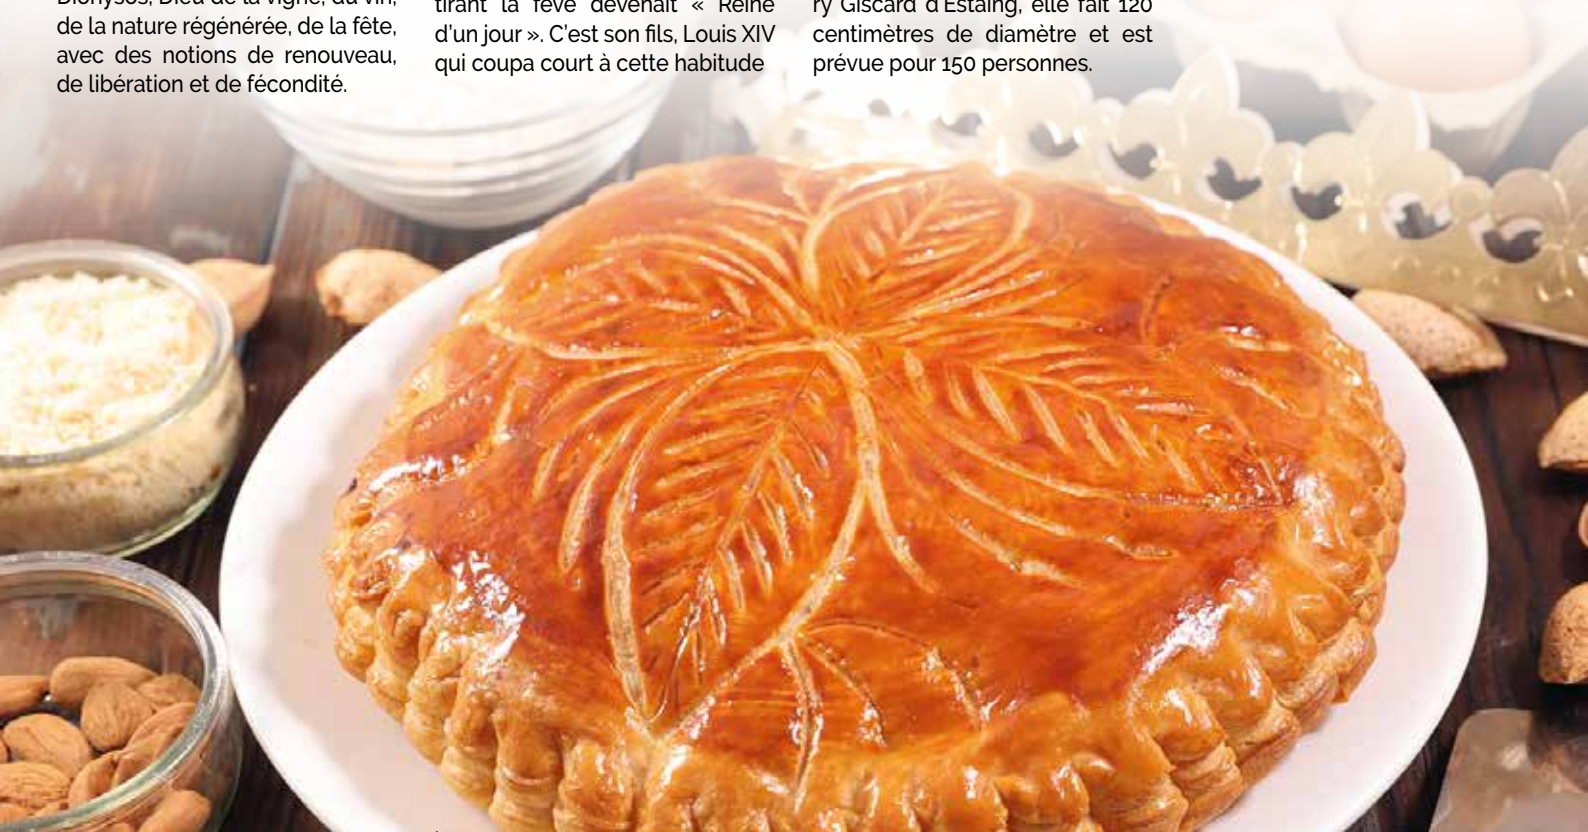 Dionysos, Dieu de la vigne, du vin,
de la nature régénérée, de la fête,
avec des notions de renouveau,
de libération et de fécondité.
tirant la fève devenait « Reine
d’un jour ». C’est son fils, Louis XIV
qui coupa court à cette habitude
ry Giscard d’Estaing, elle fait 120
centimètres de diamètre et est
prévue pour 150 personnes.